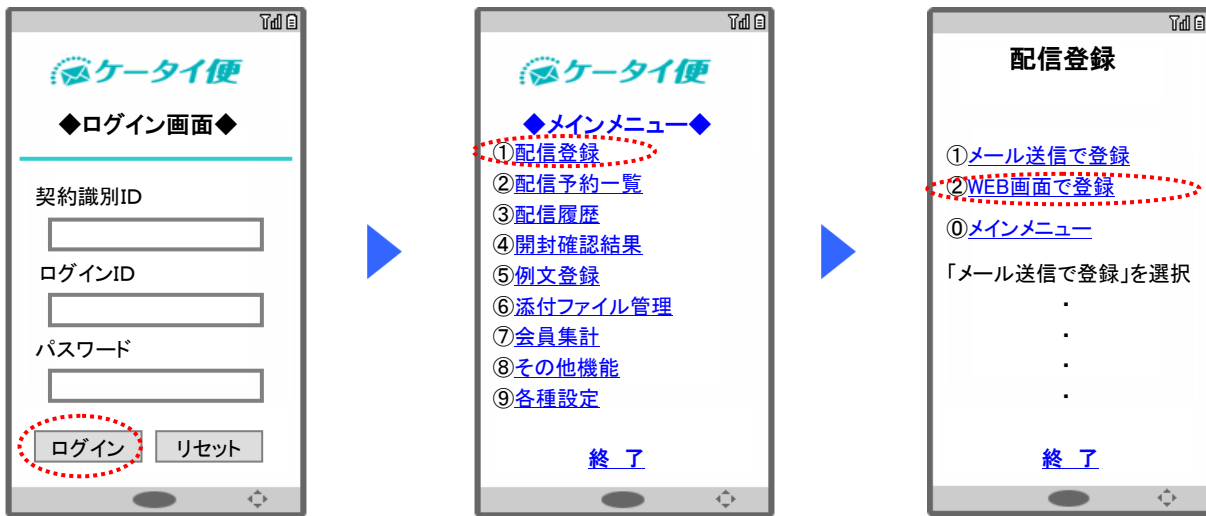 ケータイ便
◆ログイン画面◆
契約識別ID
ログインID
パスワード
ログイン
リセット
ケータイ便
◆メインメニュー◆
①配信登録
②配信予約一覧
③配信履歴
④開封確認結果
⑤例文登録
⑥添付ファイル管理
⑦会員集計
⑧その他機能
⑨各種設定
終 了
配信登録
①メール送信で登録
②WEB画面で登録
⓪メインメニュー
「メール送信で登録」を選択
・
・
・
・
終 了